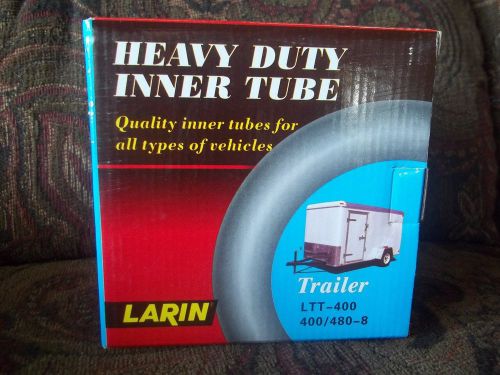 HEAVY DUTY
INNER TUBE
Quality inner tubes for
all types of vehicles
Trailer
LTT-400
400/480-8
LARIN